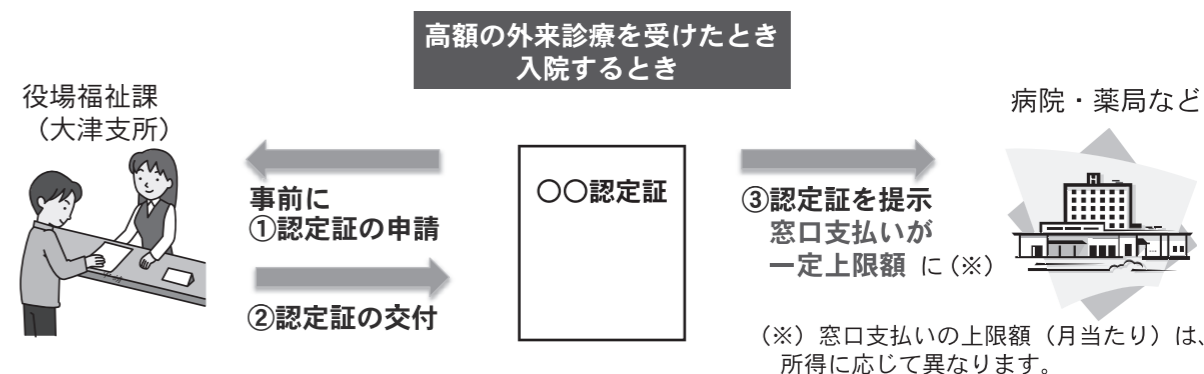 高額の外来診療を受けたとき
入院するとき
役場福祉課
（大津支所）
事前に
①認定証の申請
②認定証の交付
〇〇認定証
病院・薬局など
③認定証を提示
窓口支払いが
一定上限額 に（※）
H
（※）窓口支払いの上限額（月当たり）は、
所得に応じて異なります。